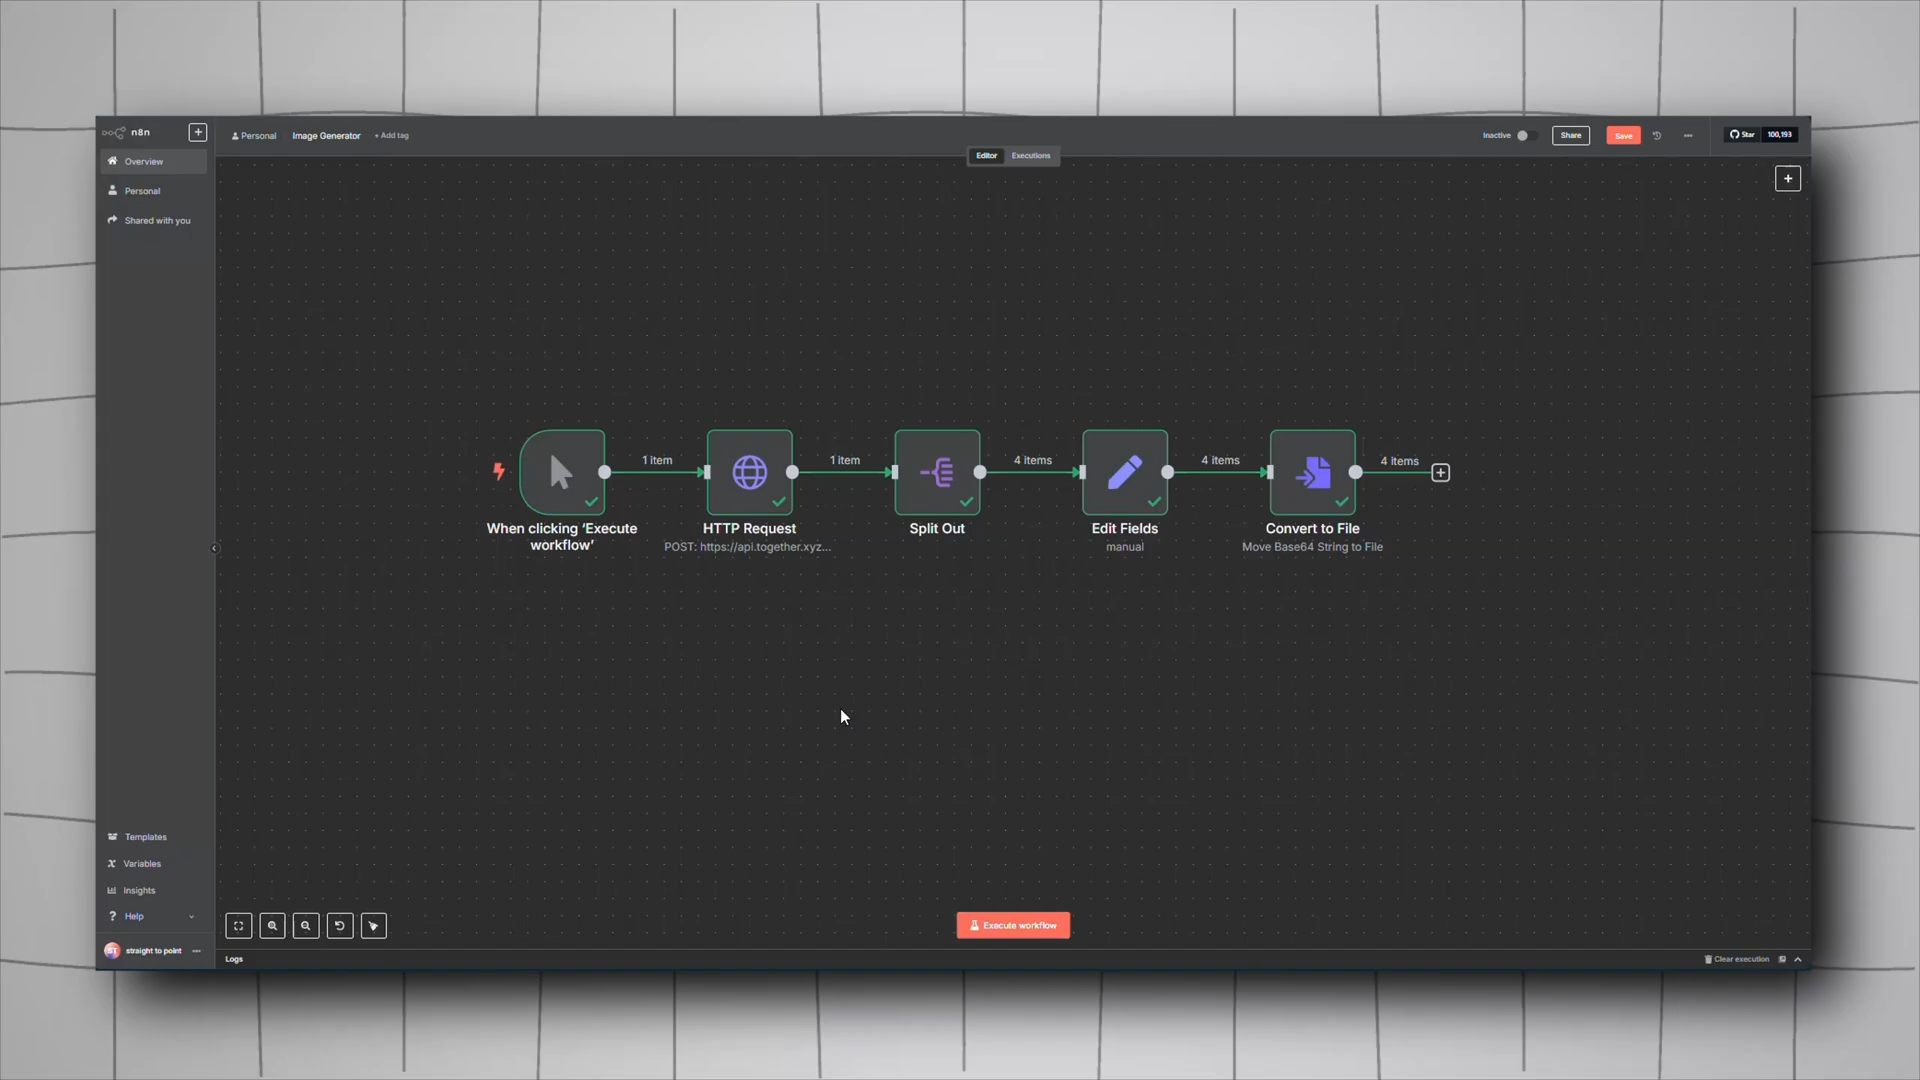 n8n
Personal
Image Generator
+ Add tag
Inactive
Share
Save
Star
100,193
Editor
Executions
Overview
Personal
Shared with you
1 item
1 item
4 items
4 items
4 items
When clicking ‘Execute
workflow’
HTTP Request
POST: https://api.together.xyz...
Split Out
Edit Fields
manual
Convert to File
Move Base64 String to File
Templates
Variables
Insights
Help
ST
straight to point
Execute workflow
Logs
Clear execution